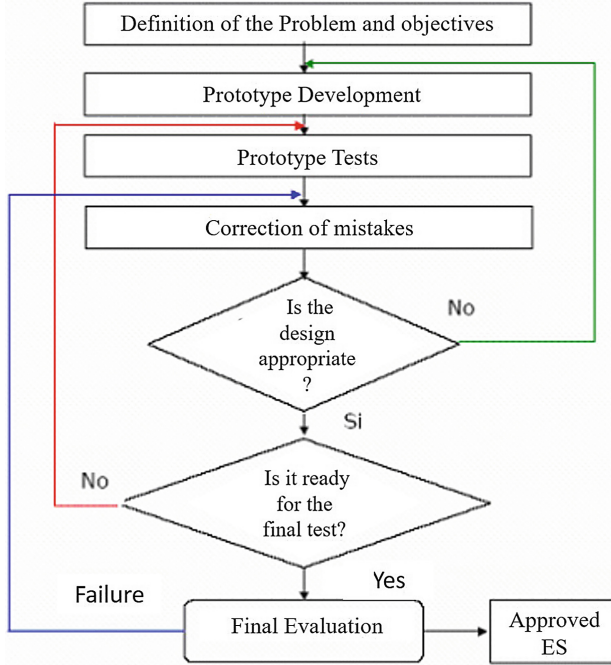 Definition of the Problem and objectives
Prototype Development
Prototype Tests
Correction of mistakes
Is the
design
appropriate
?
No
Si
Is it ready
for the
final test?
No
Yes
Failure
Final Evaluation
Approved
ES